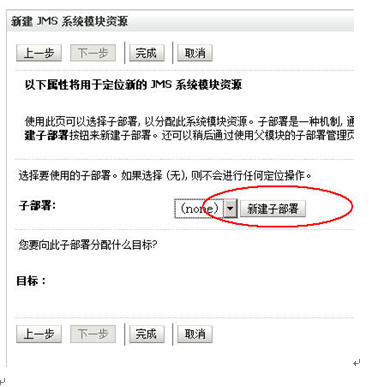 新建 JMS 系统模块资源
上一步 下一步 完成 取消
以下属性将用于定位新的 JMS 系统模块资源
使用此页可以选择子部署, 以分配此系统模块资源。子部署是一种机制, 通
建子部署按钮来新建子部署。还可以稍后通过使用父模块的子部署管理页
选择要使用的子部署。如果选择 (无), 则不会进行任何定位操作。
子部署: (none) 新建子部署
您要向此子部署分配什么目标?
目标：
上一步 下一步 完成 取消